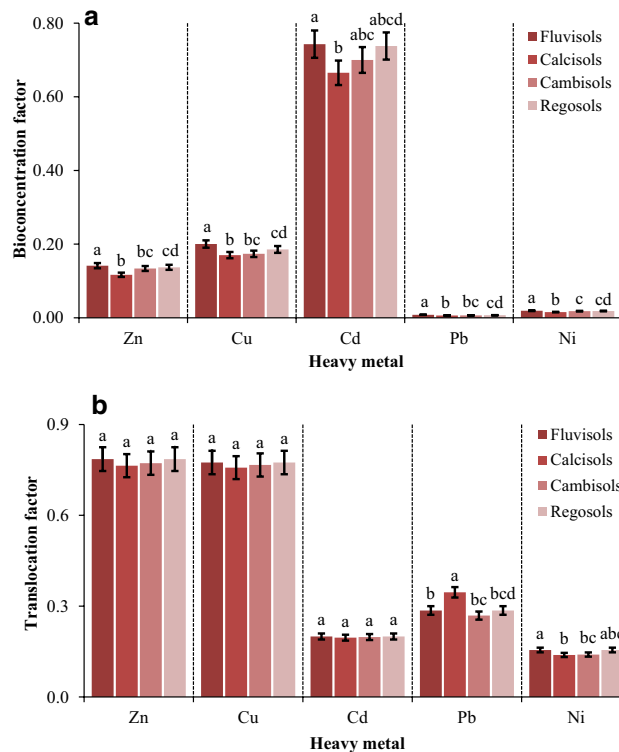 a
Bioconcentration factor
0.80
0.60
0.40
0.20
0.00
a b bc cd
a b bc cd
a b abc abcd
a b bc cd
a b c cd
Fluvisols
Calcisols
Cambisols
Regosols
Zn Cu Cd Pb Ni
Heavy metal
b
Translocation factor
0.9
0.6
0.3
0.0
a a a a
a a a a
a a a a
b a bc bcd
a b bc abc
Fluvisols
Calcisols
Cambisols
Regosols
Zn Cu Cd Pb Ni
Heavy metal